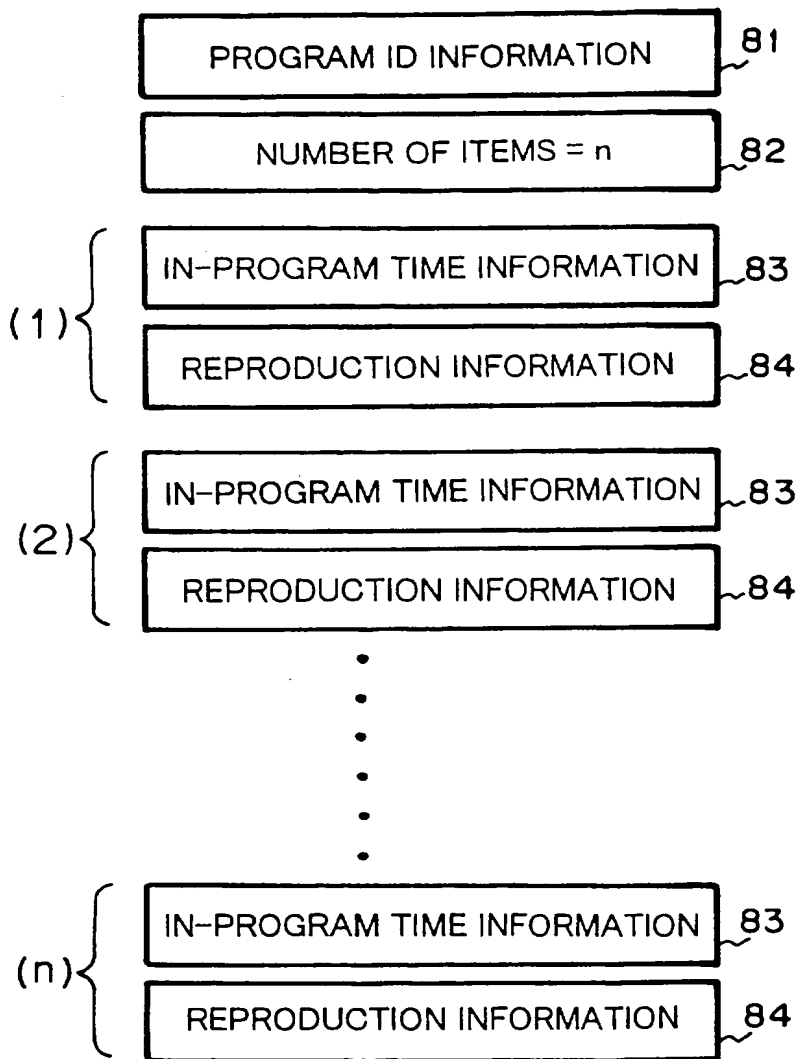 PROGRAM ID INFORMATION 81
NUMBER OF ITEMS = n 82
(1)
IN-PROGRAM TIME INFORMATION 83
REPRODUCTION INFORMATION 84
(2)
IN-PROGRAM TIME INFORMATION 83
REPRODUCTION INFORMATION 84
(n)
IN-PROGRAM TIME INFORMATION 83
REPRODUCTION INFORMATION 84